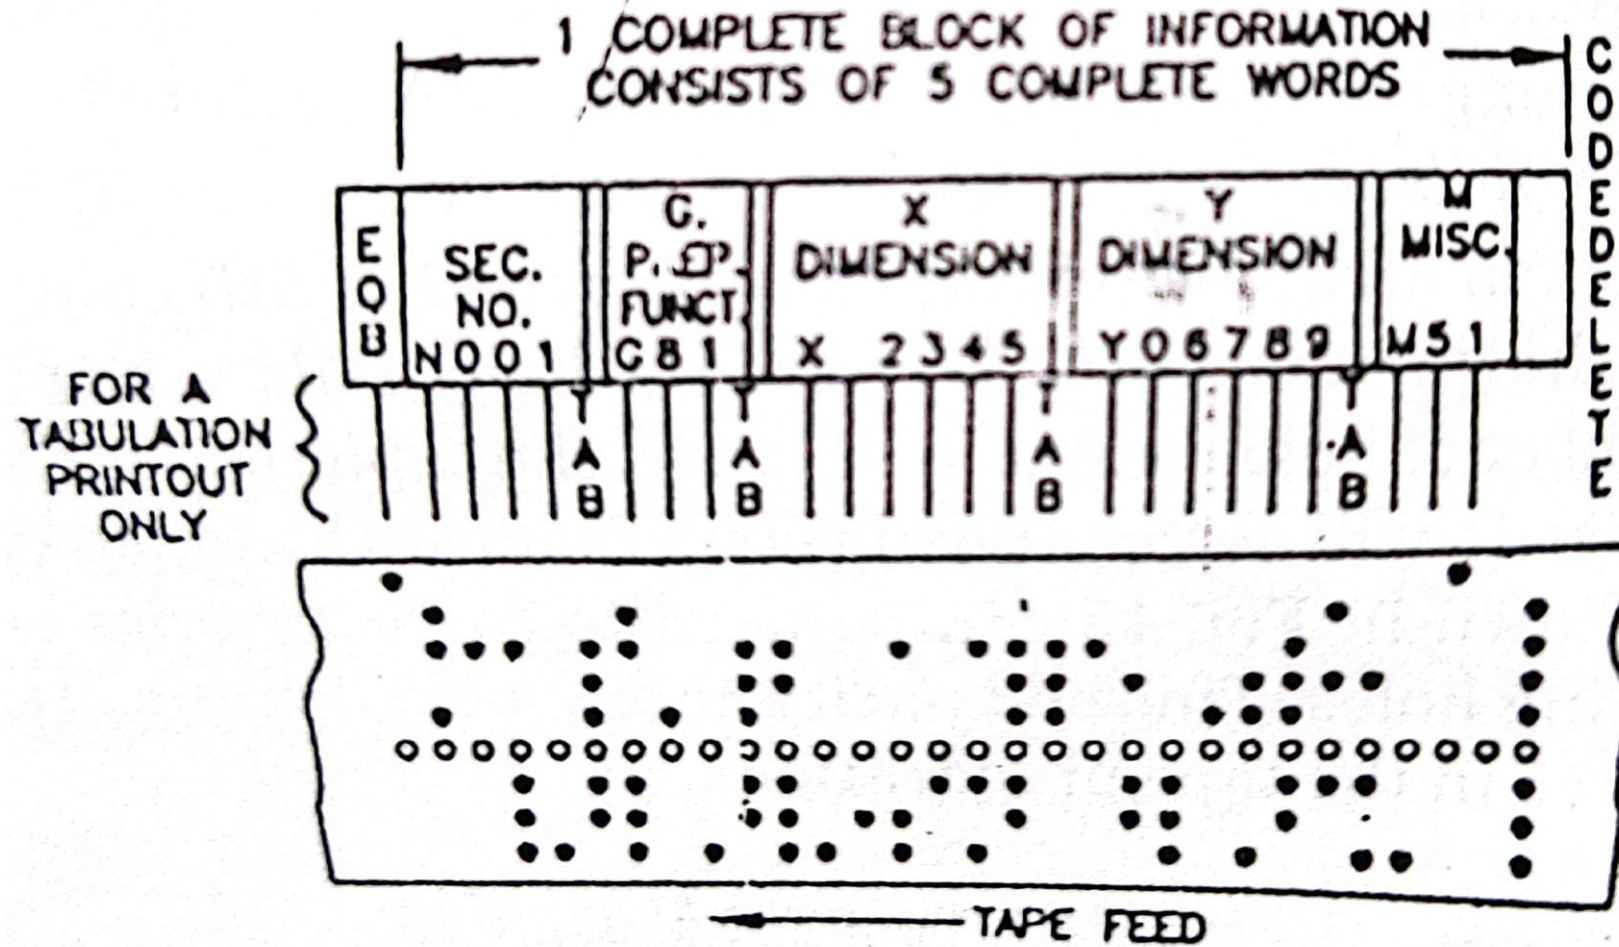 1 COMPLETE BLOCK OF INFORMATION
CONSISTS OF 5 COMPLETE WORDS
CODE DELETE
EOB
SEC.
NO.
N001
G.
P.
FUNCT.
G81
X
DIMENSION
X 2345
Y
DIMENSION
Y06789
M
MISC.
M51
TAB
TAB
TAB
TAB
FOR A
TABULATION
PRINTOUT
ONLY
TAPE FEED